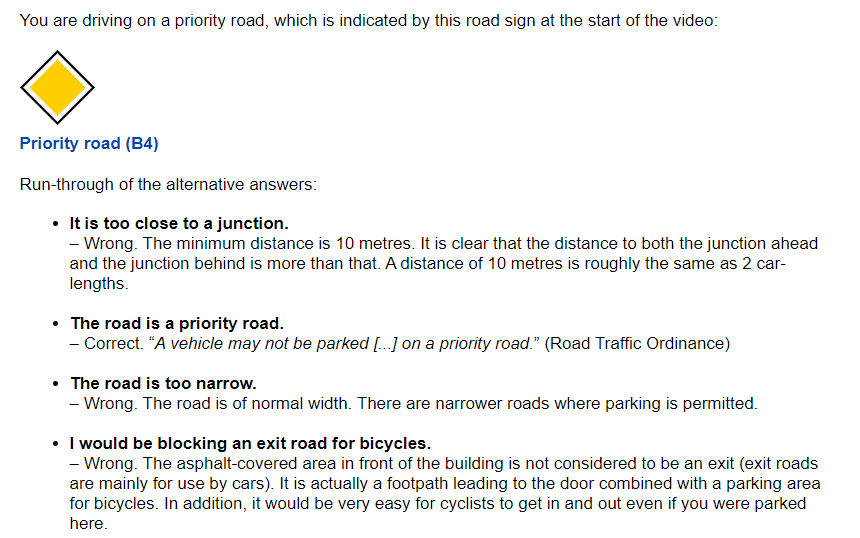 You are driving on a priority road, which is indicated by this road sign at the start of the video:
Priority road (B4)
Run-through of the alternative answers:
• It is too close to a junction.
– Wrong. The minimum distance is 10 metres. It is clear that the distance to both the junction ahead
and the junction behind is more than that. A distance of 10 metres is roughly the same as 2 car-
lengths.
• The road is a priority road.
– Correct. “A vehicle may not be parked [...] on a priority road.” (Road Traffic Ordinance)
• The road is too narrow.
– Wrong. The road is of normal width. There are narrower roads where parking is permitted.
• I would be blocking an exit road for bicycles.
– Wrong. The asphalt-covered area in front of the building is not considered to be an exit (exit roads
are mainly for use by cars). It is actually a footpath leading to the door combined with a parking area
for bicycles. In addition, it would be very easy for cyclists to get in and out even if you were parked
here.